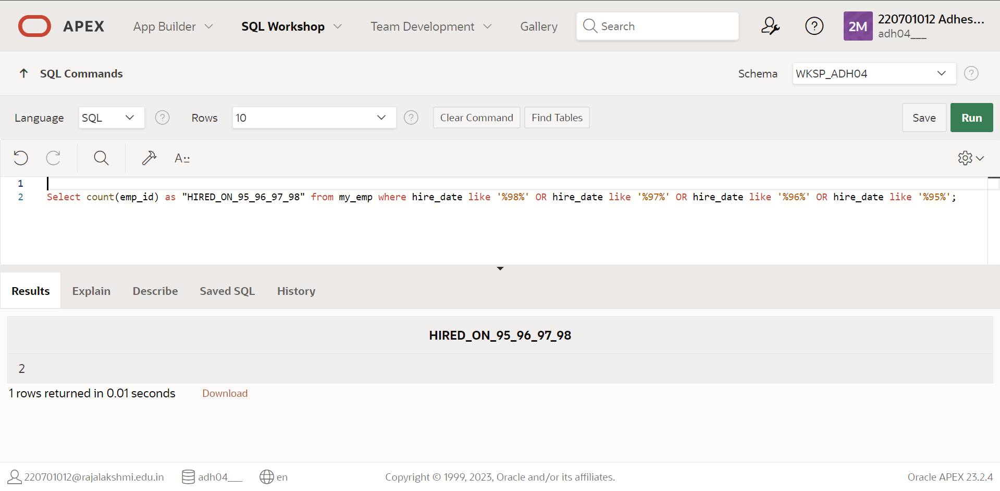 APEX App Builder SQL Workshop Team Development Gallery Search 2M 220701012 Adhes...
adh04___
SQL Commands Schema WKSP_ADH04
Language SQL Rows 10 Clear Command Find Tables Save Run
A::
1
2 Select count(emp_id) as "HIRED_ON_95_96_97_98" from my_emp where hire_date like '%98%' OR hire_date like '%97%' OR hire_date like '%96%' OR hire_date like '%95%';
Results Explain Describe Saved SQL History
HIRED_ON_95_96_97_98
2
1 rows returned in 0.01 seconds Download
220701012@rajalakshmi.edu.in adh04___ en Copyright © 1999, 2023, Oracle and/or its affiliates. Oracle APEX 23.2.4